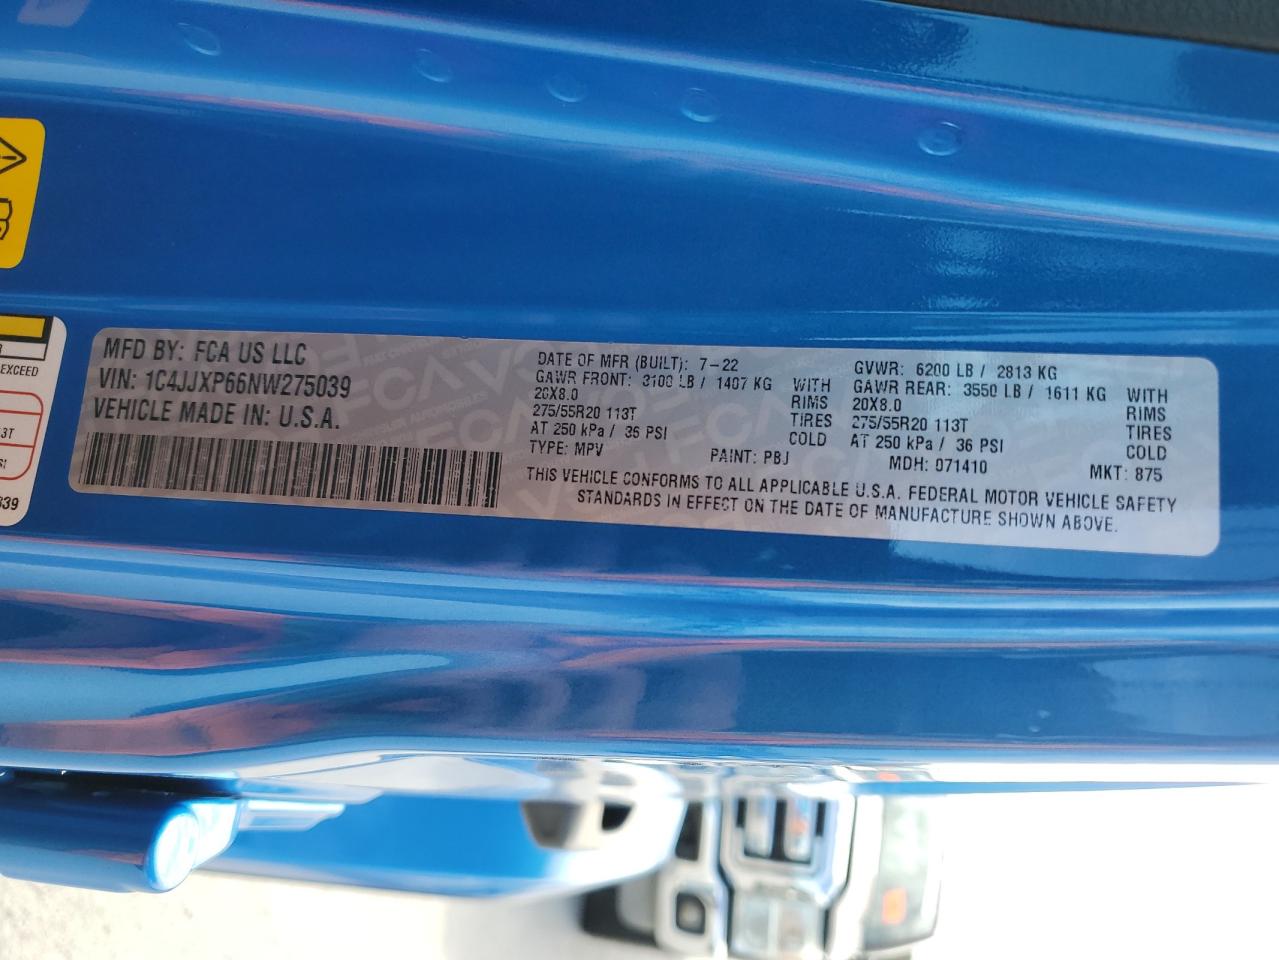 MFD BY: FCA US LLC
VIN: 1C4JJXP66NW275039
VEHICLE MADE IN: U.S.A.
DATE OF MFR (BUILT): 7-22
GAWR FRONT: 3100 LB / 1407 KG WITH
20X8.0 RIMS
275/55R20 113T TIRES
AT 250 kPa / 36 PSI COLD
TYPE: MPV PAINT: PBJ
GVWR: 6200 LB / 2813 KG
GAWR REAR: 3550 LB / 1611 KG WITH
20X8.0 RIMS
275/55R20 113T TIRES
AT 250 kPa / 36 PSI COLD
MDH: 071410 MKT: 875
THIS VEHICLE CONFORMS TO ALL APPLICABLE U.S.A. FEDERAL MOTOR VEHICLE SAFETY
STANDARDS IN EFFECT ON THE DATE OF MANUFACTURE SHOWN ABOVE.
EXCEED